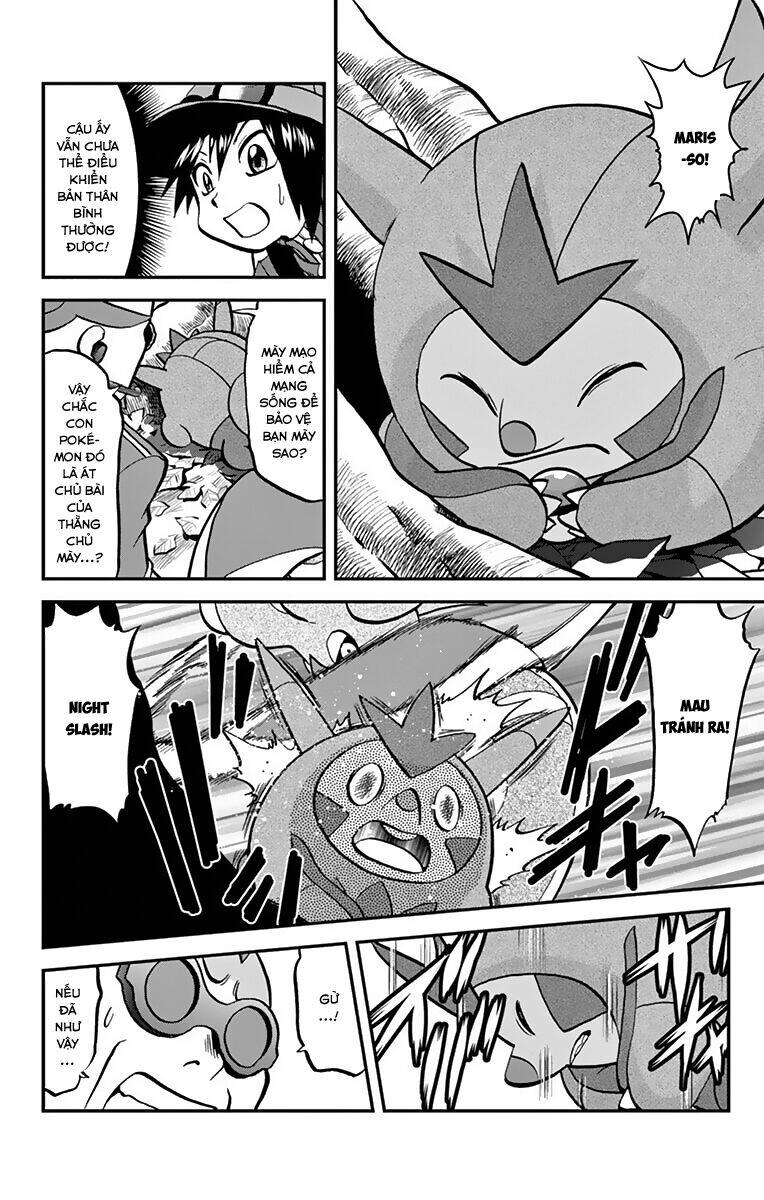 MARIS
-SO!
CẬU ẤY
VẪN CHƯA
THỂ ĐIỀU
KHIỂN
BẢN THÂN
BÌNH
THƯỜNG
ĐƯỢC!
MÀY MẠO
HIỂM CẢ
MẠNG
SỐNG ĐỂ
BẢO VỆ
BẠN MÀY
SAO?
VẬY
CHẮC
CON
POKÉ-
MON ĐÓ
LÀ ÁT
CHỦ BÀI
CỦA
THẰNG
CHỦ
MÀY...?
MAU
TRÁNH RA!
NIGHT
SLASH!
GỪ
...!
NẾU
ĐÃ
NHƯ
VẬY
...